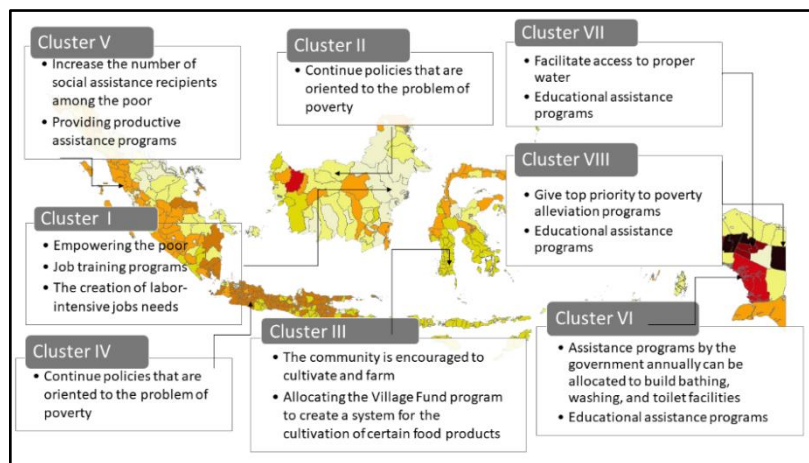 Cluster V
• Increase the number of
social assistance recipients
among the poor
• Providing productive
assistance programs
Cluster II
• Continue policies that are
oriented to the problem of
poverty
Cluster VII
• Facilitate access to proper
water
• Educational assistance
programs
Cluster VIII
• Give top priority to poverty
alleviation programs
• Educational assistance
programs
Cluster I
• Empowering the poor
• Job training programs
• The creation of labor-
intensive jobs needs
Cluster IV
• Continue policies that are
oriented to the problem of
poverty
Cluster III
• The community is encouraged to
cultivate and farm
• Allocating the Village Fund program
to create a system for the
cultivation of certain food products
Cluster VI
• Assistance programs by the
government annually can be
allocated to build bathing,
washing, and toilet facilities
• Educational assistance programs